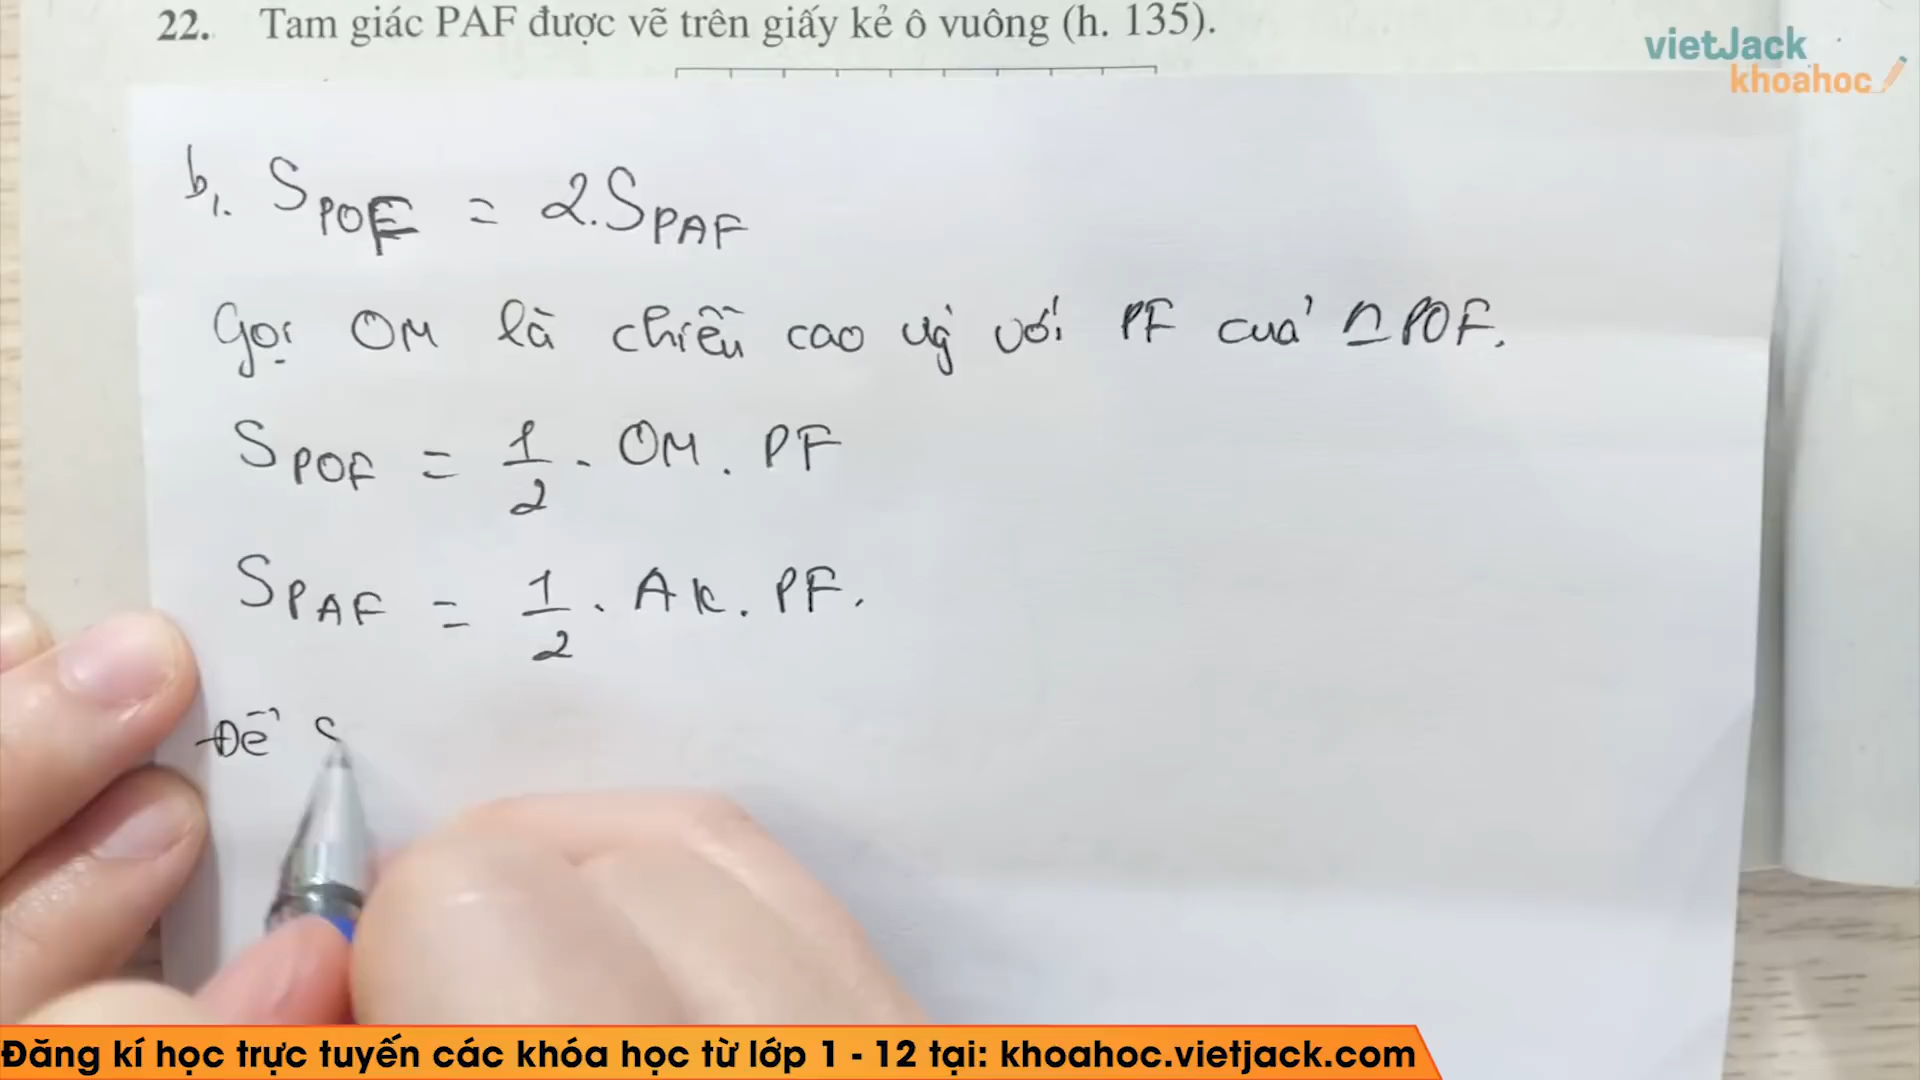 22. Tam giác PAF được vẽ trên giấy kẻ ô vuông (h. 135).
vietJack
khoahoc
b, S_POF = 2.S_PAF
Gọi OM là chiều cao ứg với PF của △POF.
S_POF = 1/2 . OM . PF
S_PAF = 1/2 . AK . PF.
Để S
Đăng kí học trực tuyến các khóa học từ lớp 1 - 12 tại: khoahoc.vietjack.com